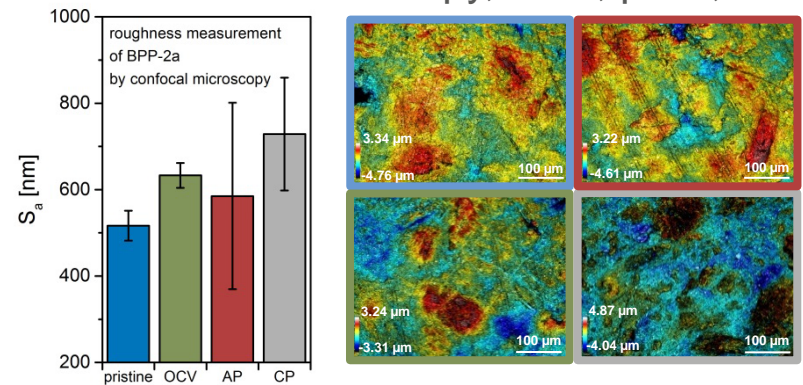 roughness measurement
of BPP-2a
by confocal microscopy
1000
800
600
400
200
Sa [nm]
pristine OCV AP CP
3.34 µm
-4.76 µm
100 µm
3.22 µm
-4.61 µm
100 µm
3.24 µm
-3.31 µm
100 µm
4.87 µm
-4.04 µm
100 µm